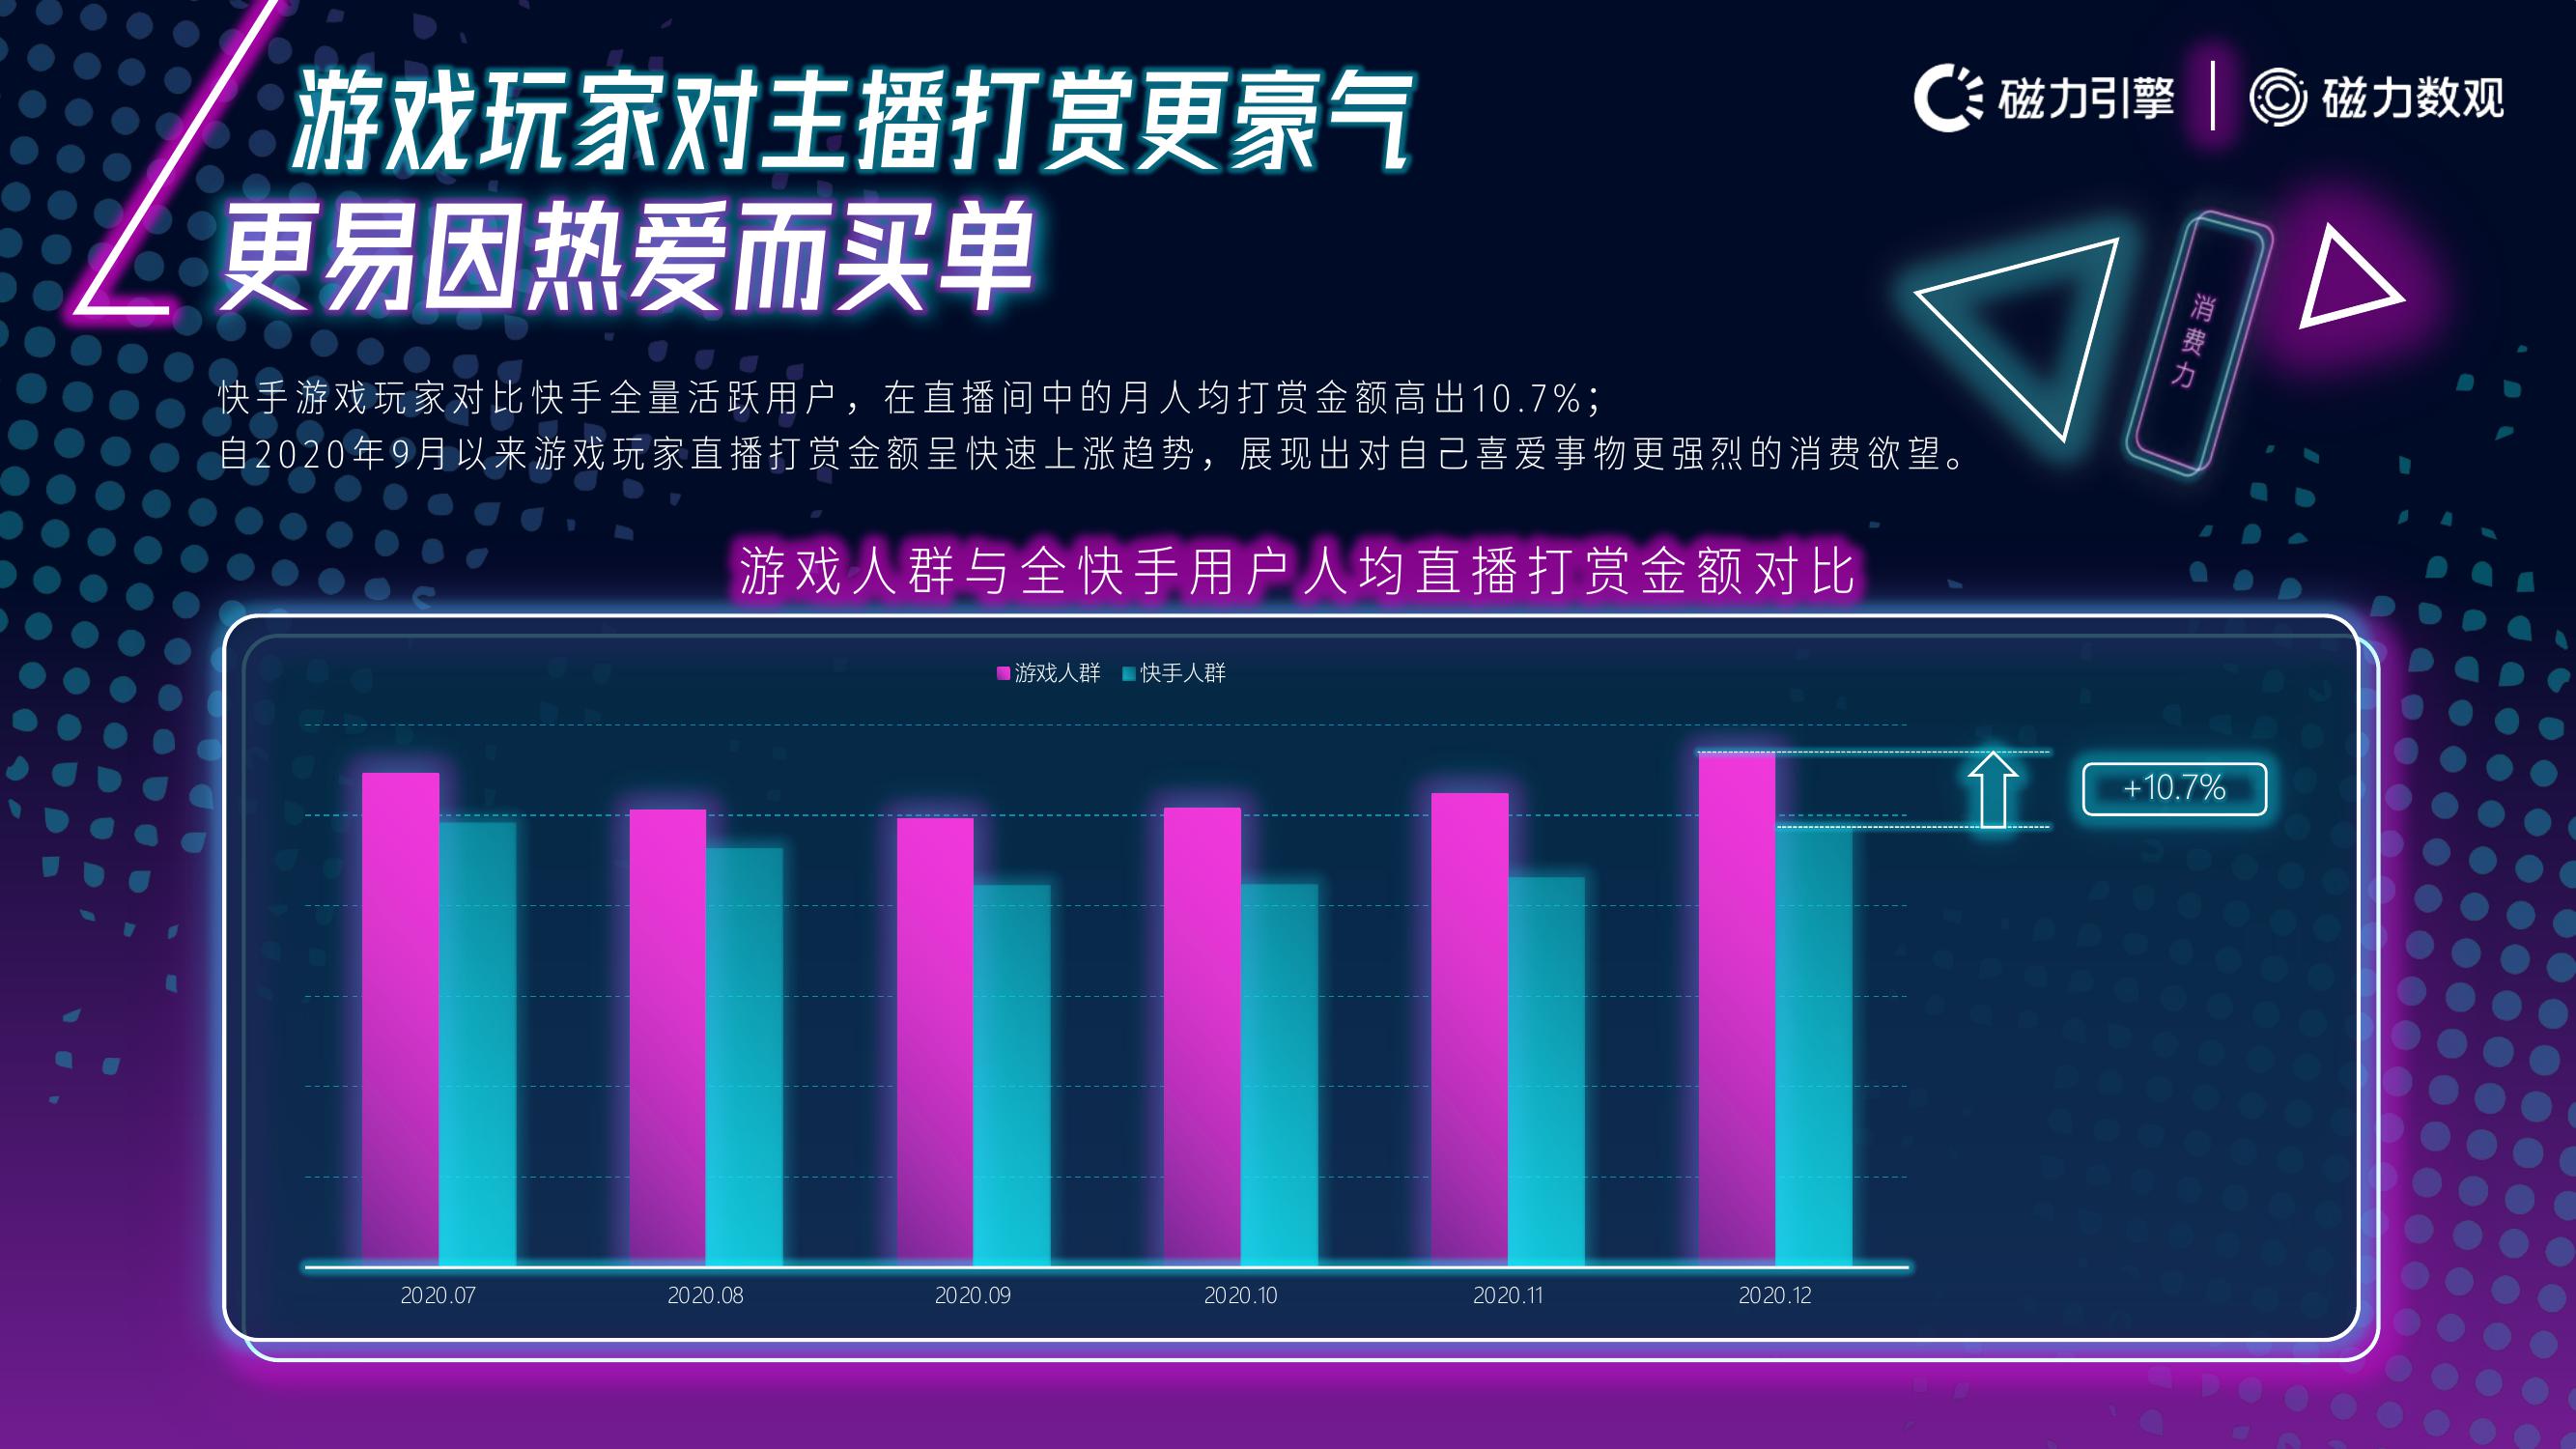 游戏玩家对主播打赏更豪气
更易因热爱而买单
磁力引擎 磁力数观
消费力
快手游戏玩家对比快手全量活跃用户，在直播间中的月人均打赏金额高出10.7%；
自2020年9月以来游戏玩家直播打赏金额呈快速上涨趋势，展现出对自己喜爱事物更强烈的消费欲望。
游戏人群与全快手用户人均直播打赏金额对比
游戏人群 快手人群
+10.7%
2020.07 2020.08 2020.09 2020.10 2020.11 2020.12